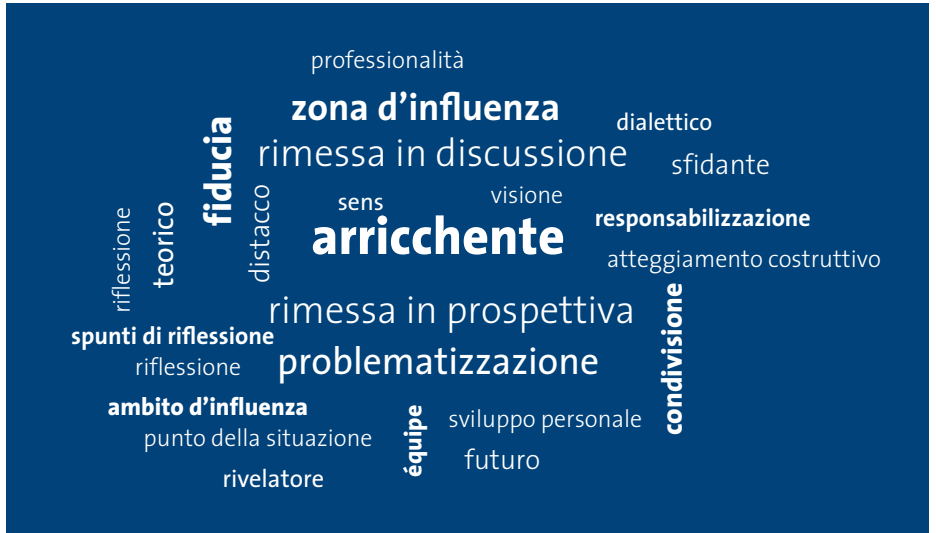 professionalità
zona d’influenza
dialettico
fiducia
rimessa in discussione
sfidante
distacco
sens
visione
riflessione
teorico
arricchente
responsabilizzazione
atteggiamento costruttivo
rimessa in prospettiva
condivisione
spunti di riflessione
riflessione
problematizzazione
ambito d’influenza
équipe
sviluppo personale
punto della situazione
futuro
rivelatore